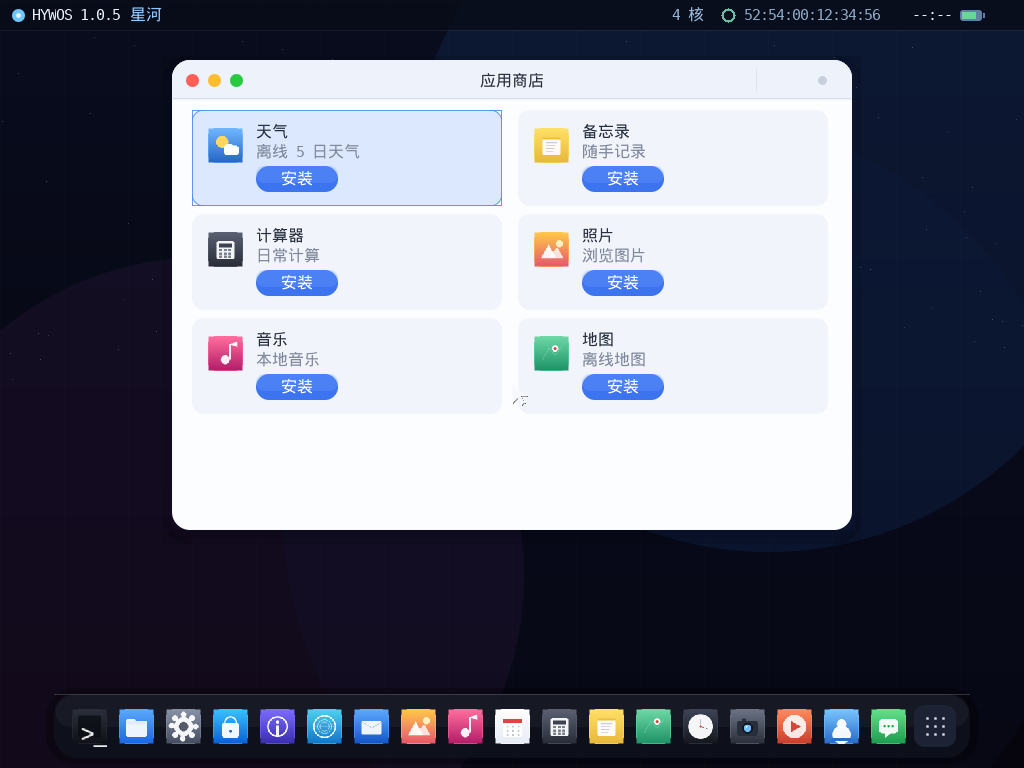 HYWOS 1.0.5 星河
4 核 52:54:00:12:34:56 --:--
应用商店
天气
离线 5 日天气
安装
备忘录
随手记录
安装
计算器
日常计算
安装
照片
浏览图片
安装
音乐
本地音乐
安装
地图
离线地图
安装
>_